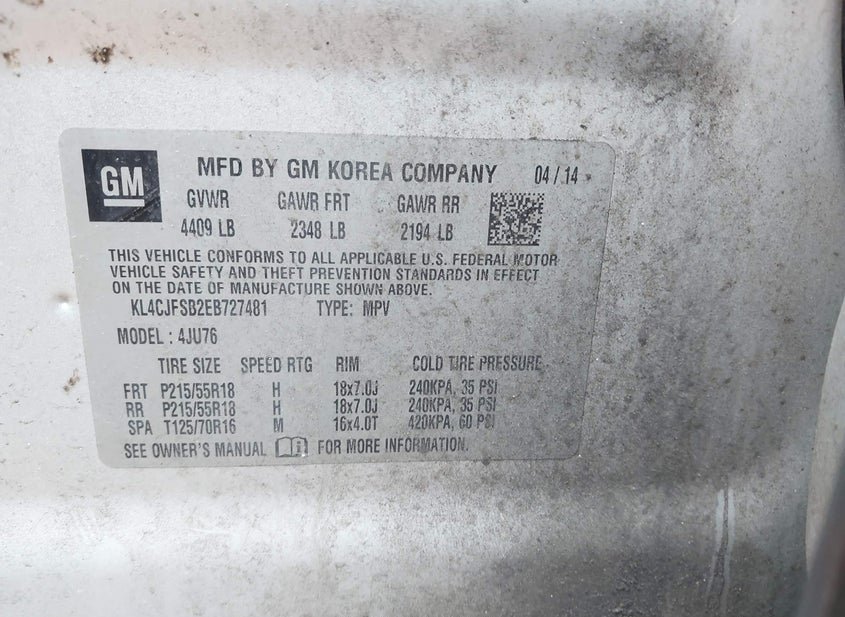 GM
MFD BY GM KOREA COMPANY 04 / 14
GVWR GAWR FRT GAWR RR
4409 LB 2348 LB 2194 LB
THIS VEHICLE CONFORMS TO ALL APPLICABLE U.S. FEDERAL MOTOR
VEHICLE SAFETY AND THEFT PREVENTION STANDARDS IN EFFECT
ON THE DATE OF MANUFACTURE SHOWN ABOVE.
KL4CJFSB2EB727481 TYPE: MPV
MODEL : 4JU76
TIRE SIZE SPEED RTG RIM COLD TIRE PRESSURE
FRT P215/55R18 H 18x7.0J 240KPA, 35 PSI
RR P215/55R18 H 18x7.0J 240KPA, 35 PSI
SPA T125/70R16 M 16x4.0T 420KPA, 60 PSI
SEE OWNER'S MANUAL FOR MORE INFORMATION.